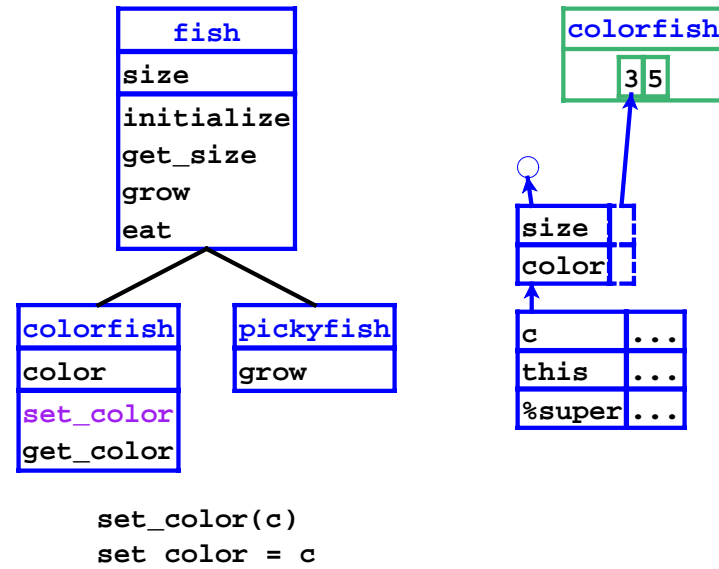 fish
size
initialize
get_size
grow
eat
colorfish
color
set_color
get_color
pickyfish
grow
set_color(c)
set color = c
colorfish
3 5
size
color
c ...
this ...
%super ...